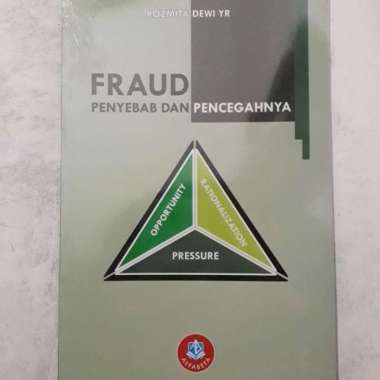 ROZMITA DEWI YR
FRAUD
PENYEBAB DAN PENCEGAHNYA
OPPORTUNITY
RATIONALIZATION
PRESSURE
ALFABETA